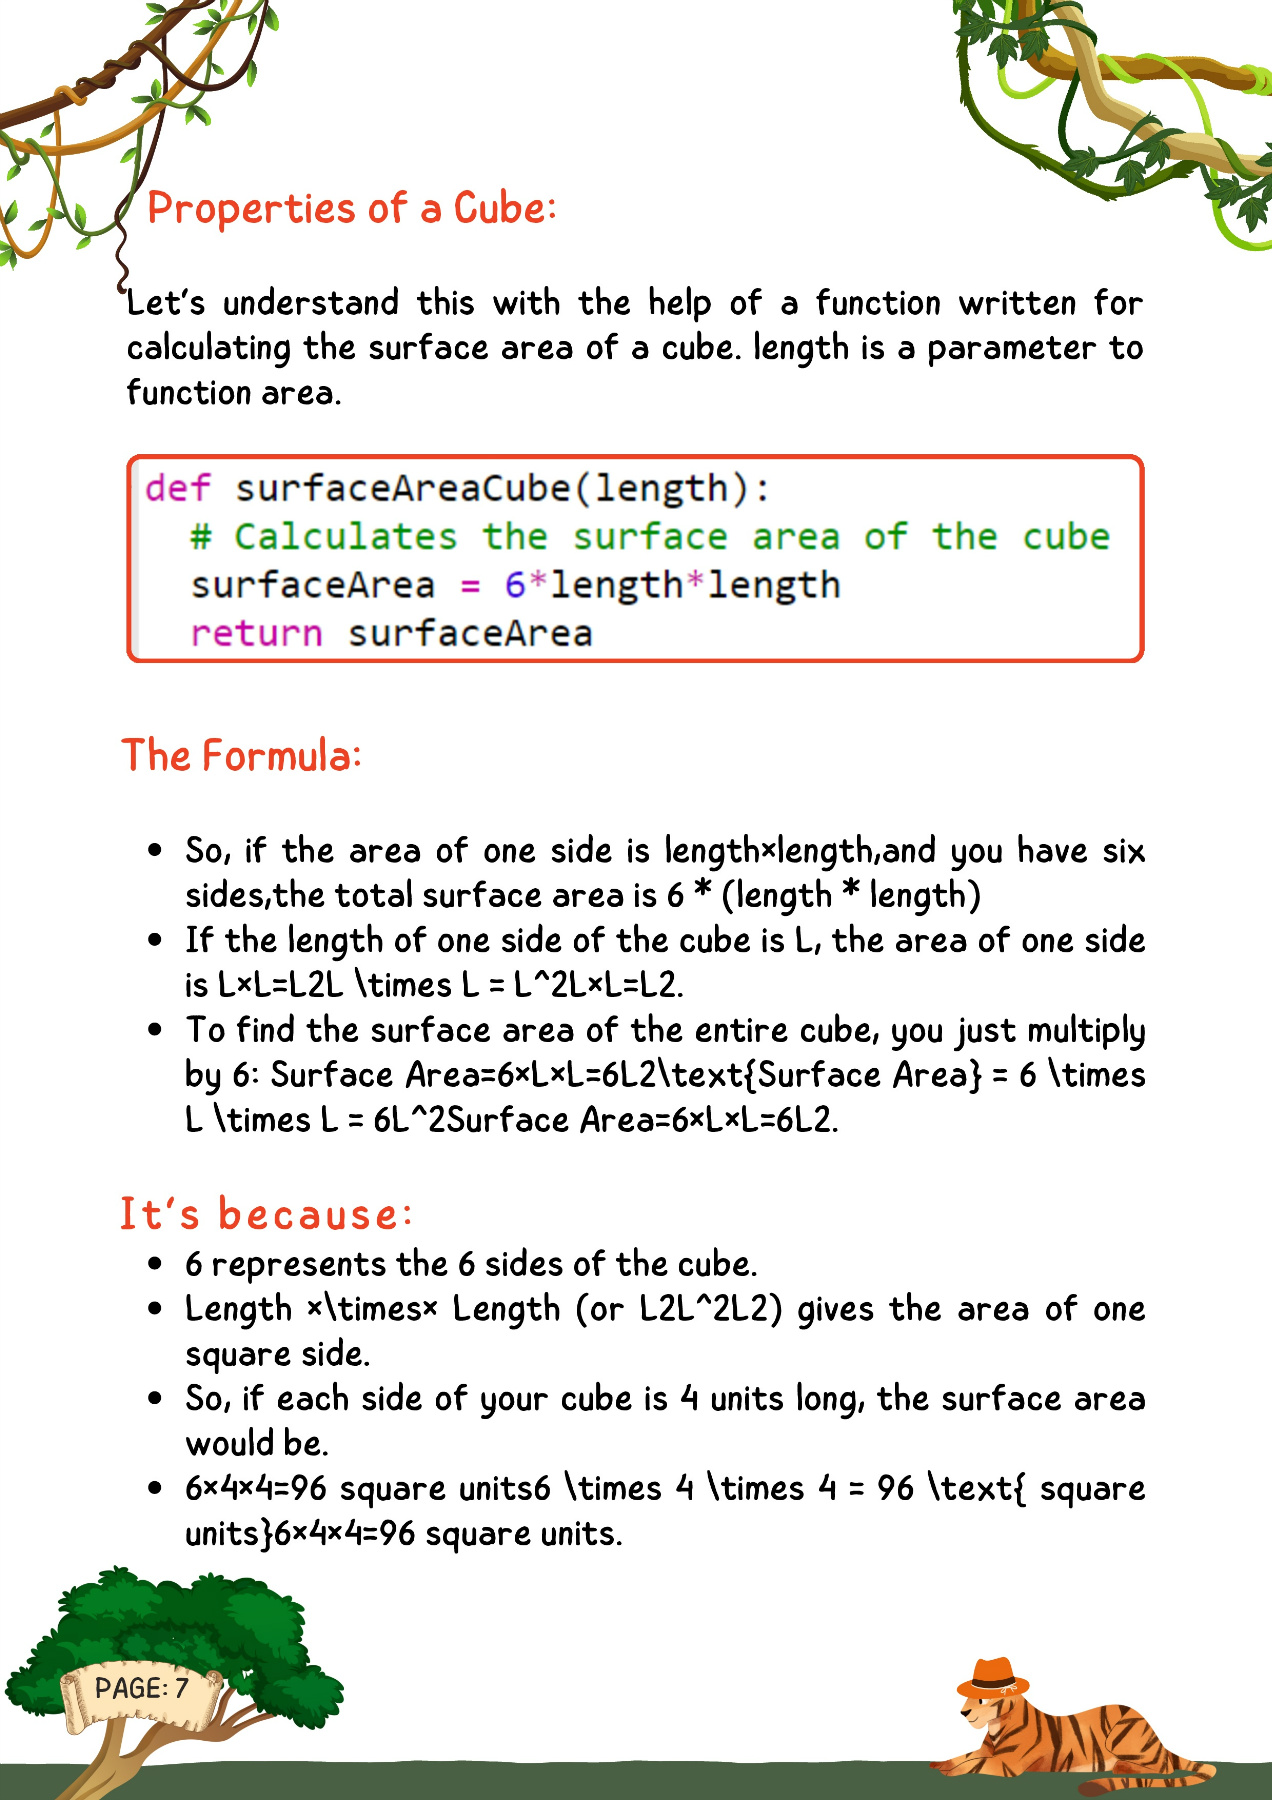 Properties of a Cube:
Let's understand this with the help of a function written for
calculating the surface area of a cube. length is a parameter to
function area.
def surfaceAreaCube(length):
# Calculates the surface area of the cube
surfaceArea = 6*length*length
return surfaceArea
The Formula:
• So, if the area of one side is length×length,and you have six
sides,the total surface area is 6 * (length * length)
• If the length of one side of the cube is L, the area of one side
is L×L=L2L \times L = L^2L×L=L2.
• To find the surface area of the entire cube, you just multiply
by 6: Surface Area=6×L×L=6L2\text{Surface Area} = 6 \times
L \times L = 6L^2Surface Area=6×L×L=6L2.
It's because:
• 6 represents the 6 sides of the cube.
• Length ×\times× Length (or L2L^2L2) gives the area of one
square side.
• So, if each side of your cube is 4 units long, the surface area
would be.
• 6×4×4=96 square units6 \times 4 \times 4 = 96 \text{ square
units}6×4×4=96 square units.
PAGE: 7